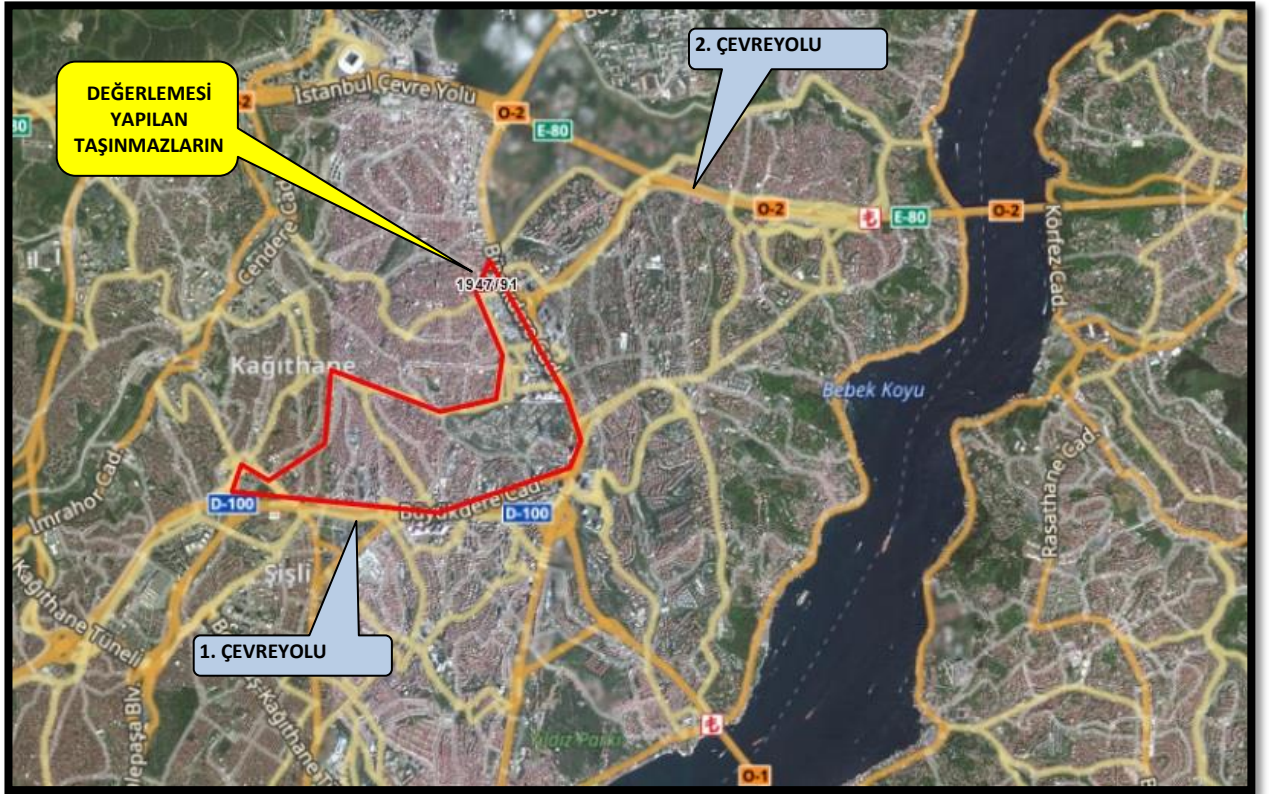 2. ÇEVREYOLU
DEĞERLEMESİ
YAPILAN
TAŞINMAZLARIN
İstanbul Çevre Yolu
O-2
E-80
80
O-2
E-80
O-2
Cendere Cad.
Körfez Cad.
1947/91
Kağıthane
Bebek Koyu
İmrahor Cad.
Rasathane Cad.
D-100
Büyükdere Cad.
D-100
Şişli
Kağıthane Tüneli
1. ÇEVREYOLU
Yıldız Parkı
O-1